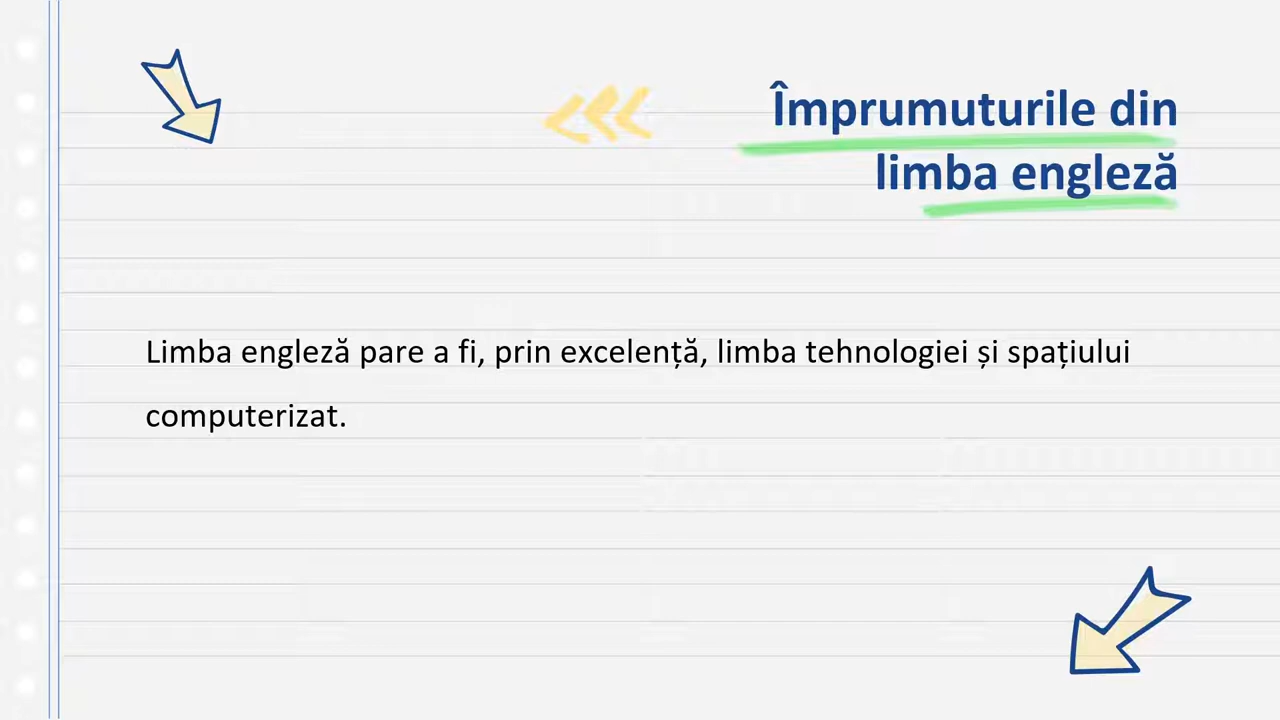 Împrumuturile din
limba engleză
Limba engleză pare a fi, prin excelență, limba tehnologiei și spațiului
computerizat.